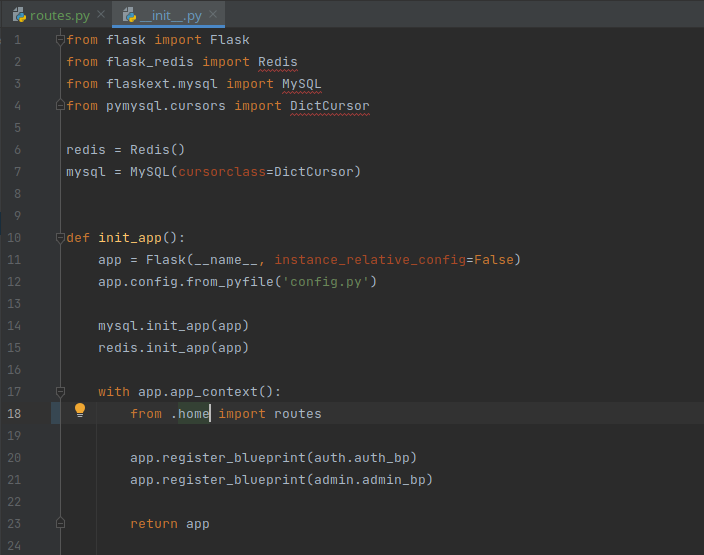 routes.py × __init__.py ×
1 from flask import Flask
2 from flask_redis import Redis
3 from flaskext.mysql import MySQL
4 from pymysql.cursors import DictCursor
5
6 redis = Redis()
7 mysql = MySQL(cursorclass=DictCursor)
8
9
10 def init_app():
11     app = Flask(__name__, instance_relative_config=False)
12     app.config.from_pyfile('config.py')
13
14     mysql.init_app(app)
15     redis.init_app(app)
16
17     with app.app_context():
18         from .home import routes
19
20         app.register_blueprint(auth.auth_bp)
21         app.register_blueprint(admin.admin_bp)
22
23         return app
24